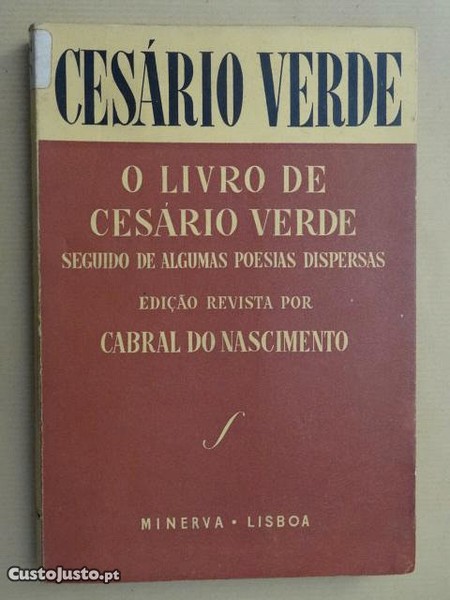 CESÁRIO VERDE
O LIVRO DE
CESÁRIO VERDE
SEGUIDO DE ALGUMAS POESIAS DISPERSAS
EDIÇÃO REVISTA POR
CABRAL DO NASCIMENTO
MINERVA • LISBOA
CustoJusto.pt